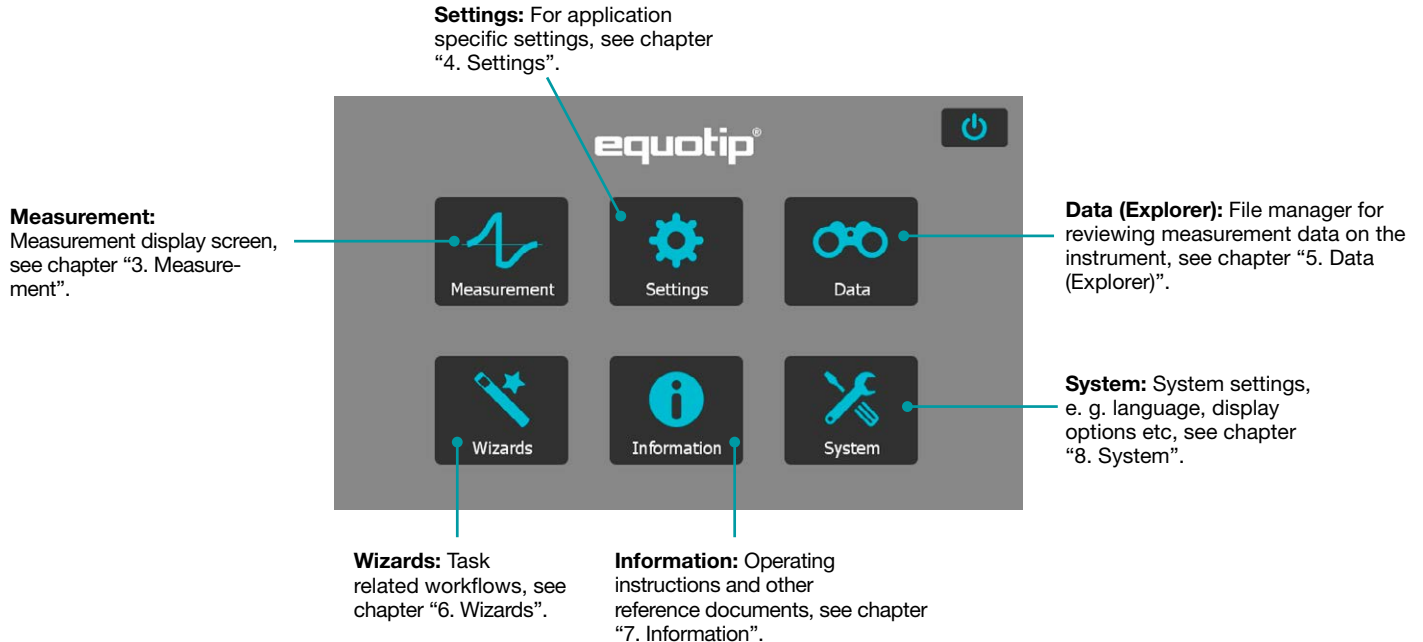 Settings: For application
specific settings, see chapter
“4. Settings”.
equotip®
Measurement:
Measurement display screen,
see chapter “3. Measure-
ment”.
Measurement
Settings
Data
Data (Explorer): File manager for
reviewing measurement data on the
instrument, see chapter “5. Data
(Explorer)”.
Wizards
Information
System
System: System settings,
e. g. language, display
options etc, see chapter
“8. System”.
Wizards: Task
related workflows, see
chapter “6. Wizards”.
Information: Operating
instructions and other
reference documents, see chapter
“7. Information”.